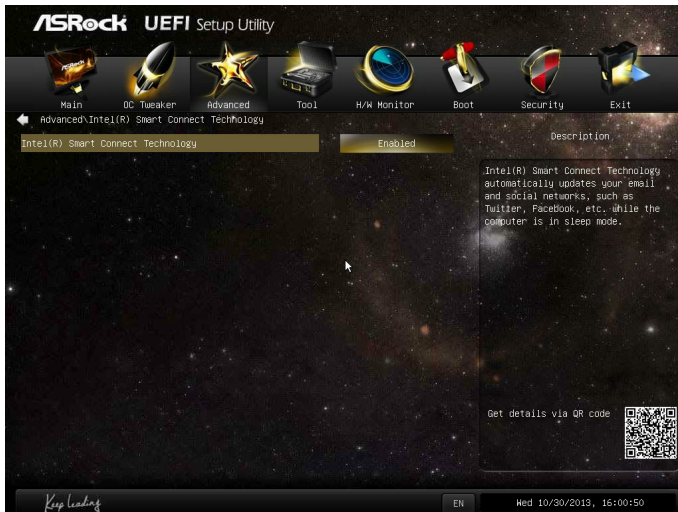 ASRock UEFI Setup Utility
ASRock
Main OC Tweaker Advanced Tool H/W Monitor Boot Security Exit
Advanced\Intel(R) Smart Connect Technology
Intel(R) Smart Connect Technology Enabled
Description
Intel(R) Smart Connect Technology
automatically updates your email
and social networks, such as
Twitter, Facebook, etc. while the
computer is in sleep mode.
Get details via QR code
Keep Leading
EN
Wed 10/30/2013, 16:00:50